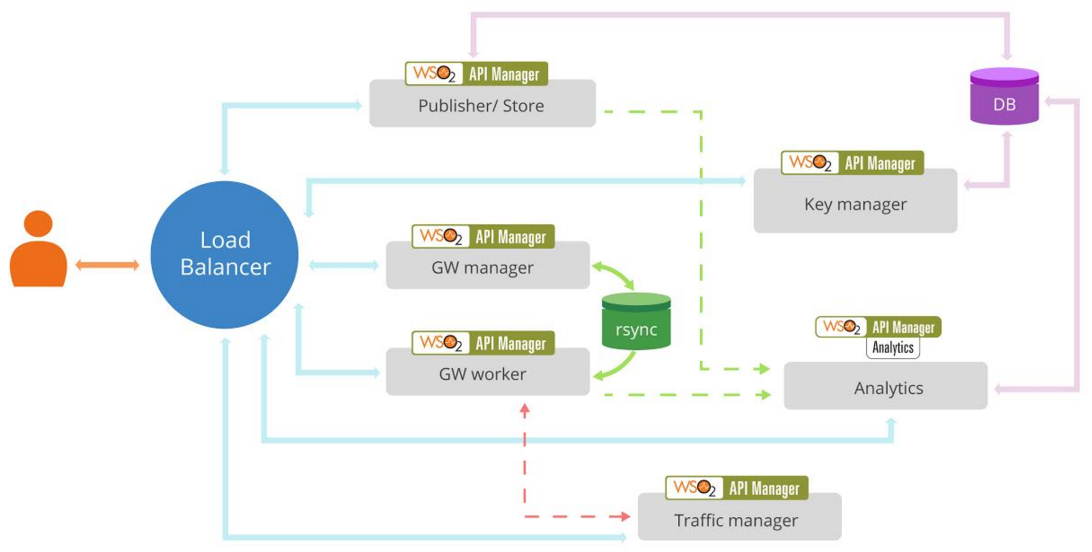 WSO2 API Manager
Publisher/ Store
DB
WSO2 API Manager
Key manager
Load
Balancer
WSO2 API Manager
GW manager
rsync
WSO2 API Manager
GW worker
WSO2 API Manager
Analytics
Analytics
WSO2 API Manager
Traffic manager